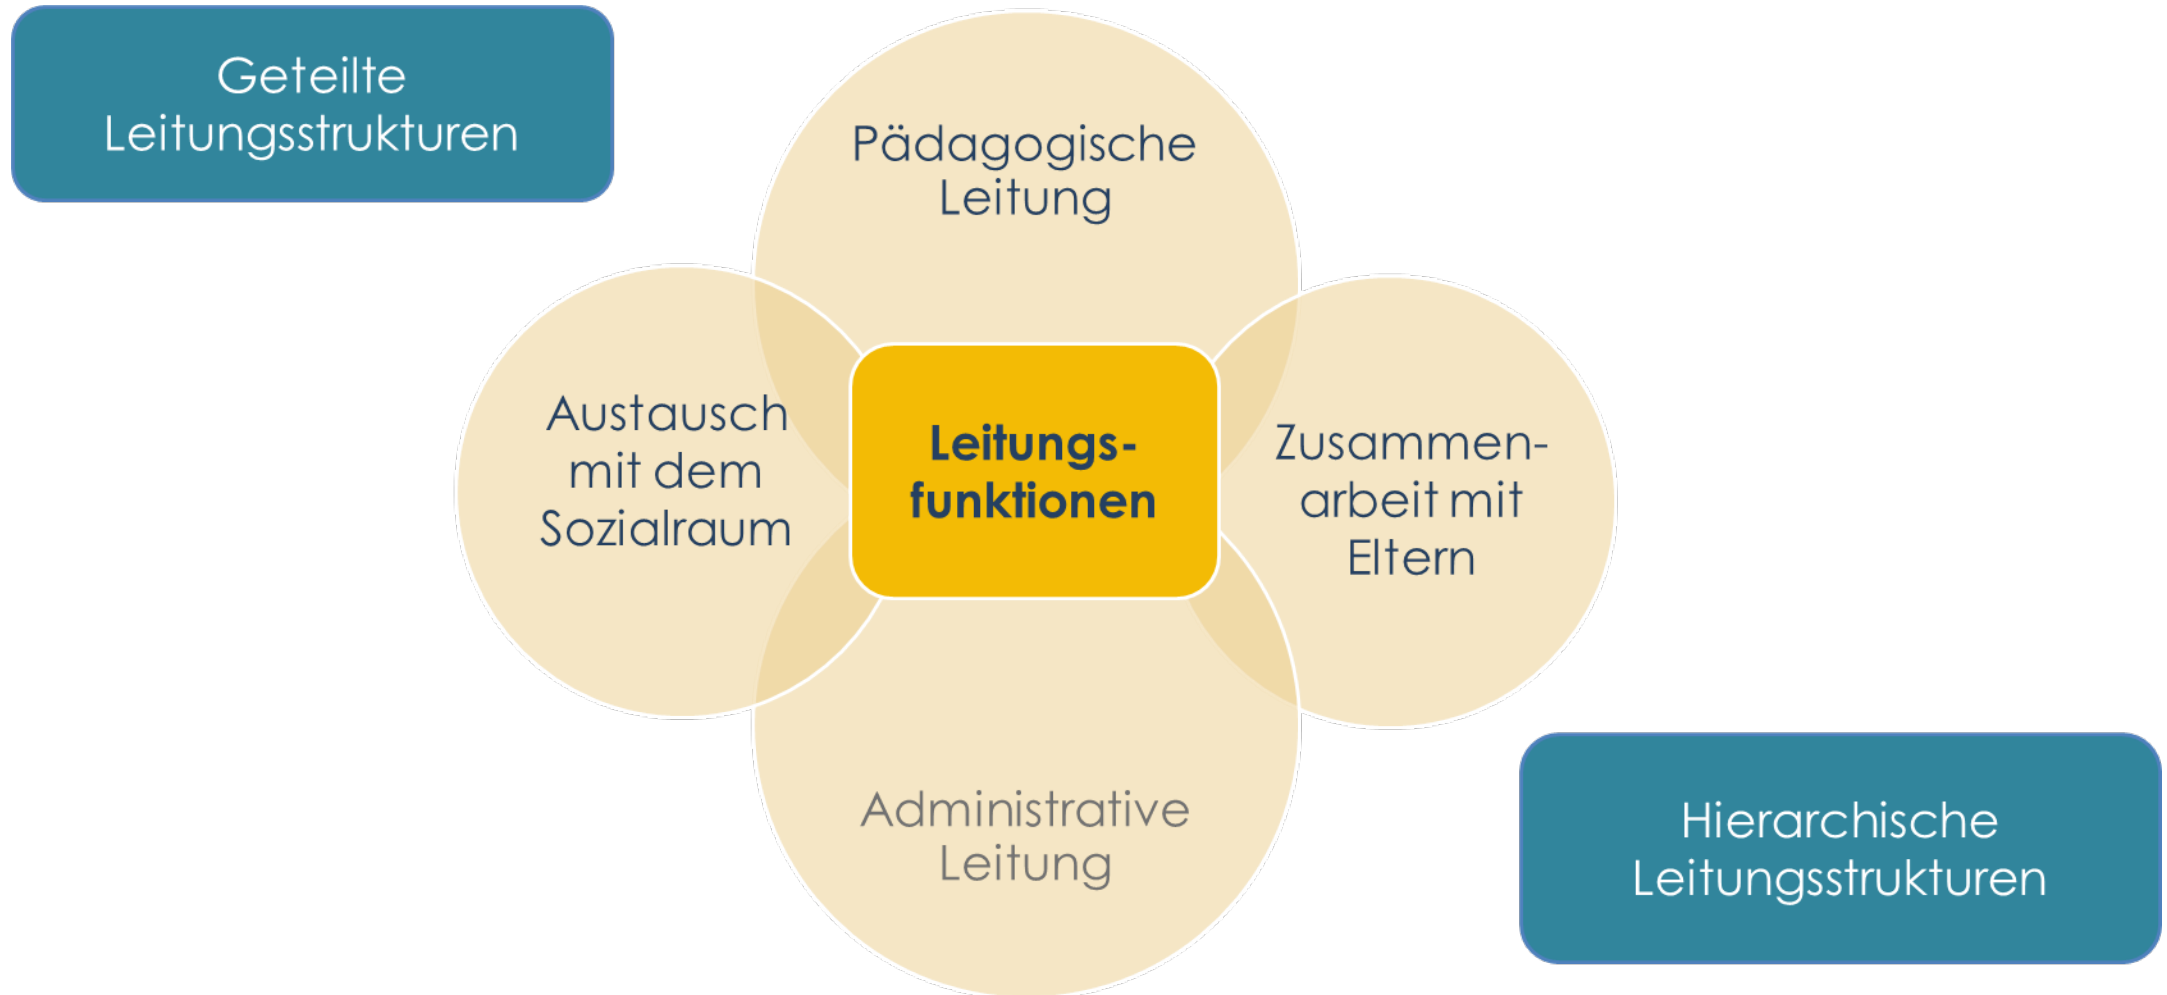 Geteilte
Leitungsstrukturen
Pädagogische
Leitung
Austausch
mit dem
Sozialraum
Leitungs-
funktionen
Zusammen-
arbeit mit
Eltern
Administrative
Leitung
Hierarchische
Leitungsstrukturen